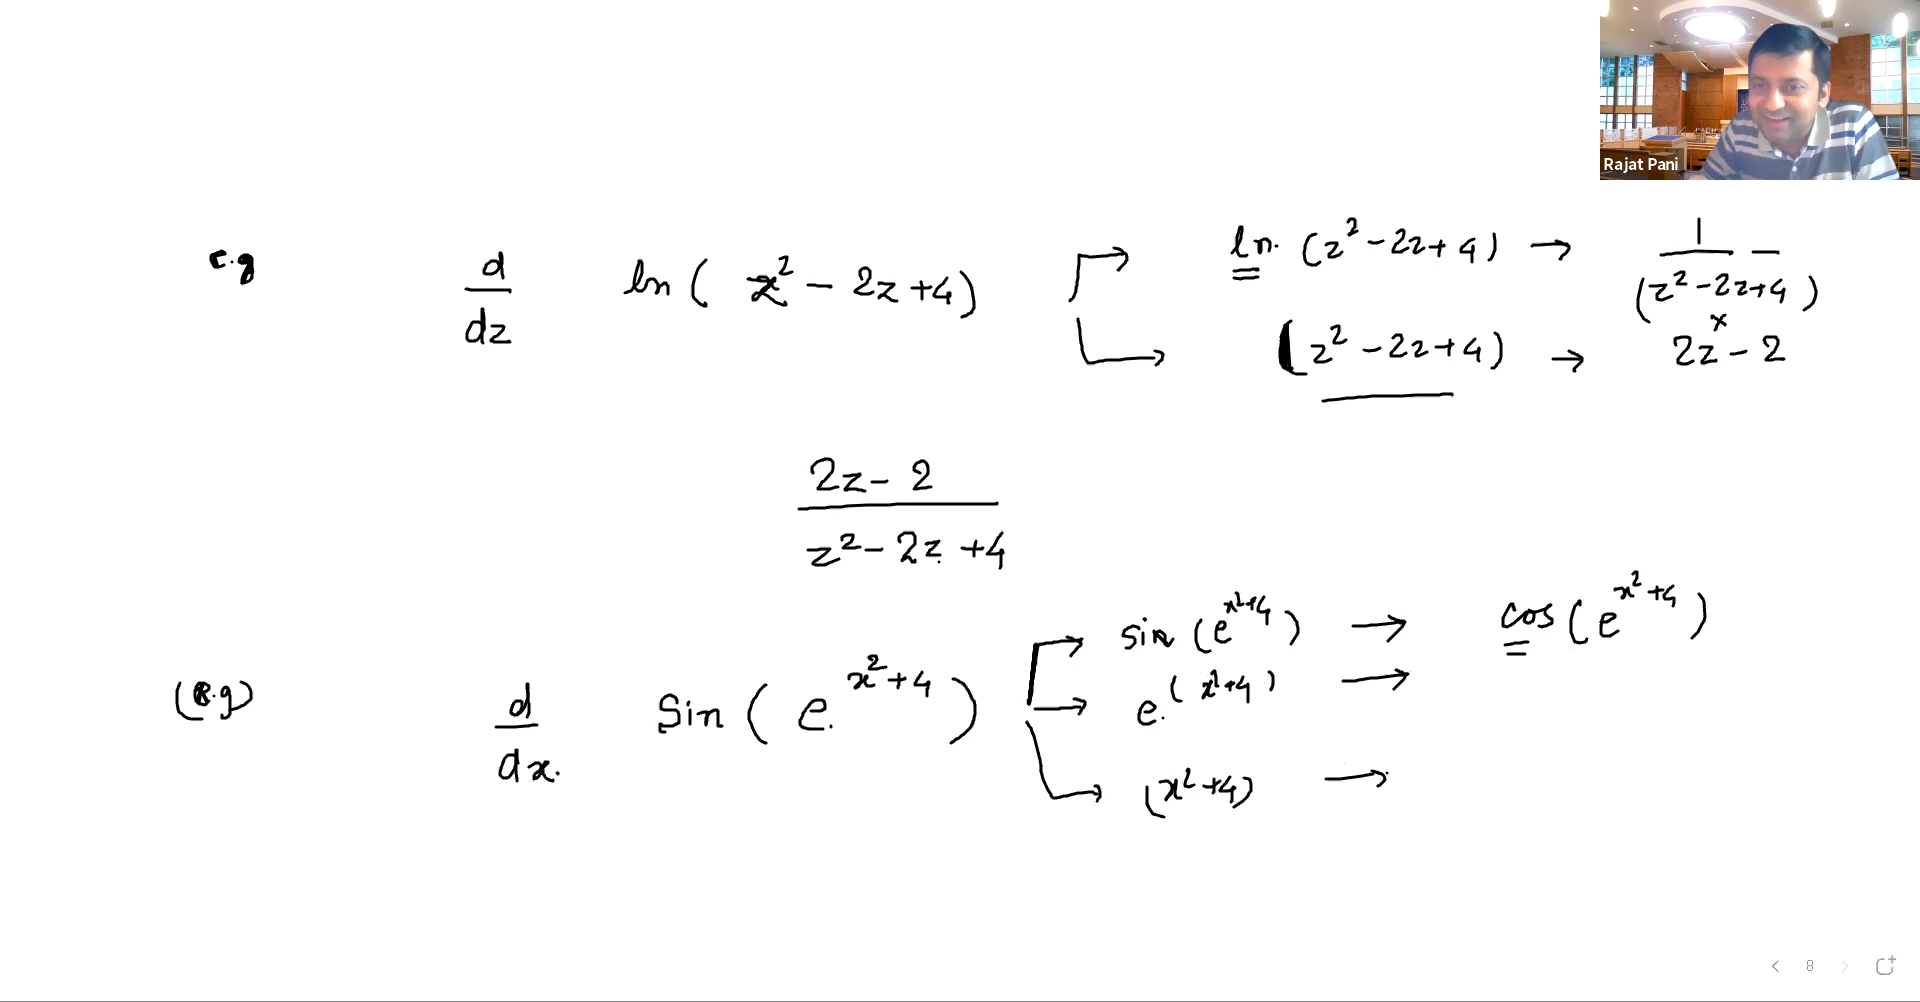 Rajat Pani
e.g d/dz ln( z² - 2z + 4) ln (z² - 2z + 4) → 1/(z² - 2z + 4)
×
(z² - 2z + 4) → 2z - 2
2z - 2
z² - 2z + 4
sin (e^(x²+4)) → cos (e^(x²+4))
(e.g) d/dx sin ( e^(x²+4) ) e^(x²+4) →
(x² + 4) →
8